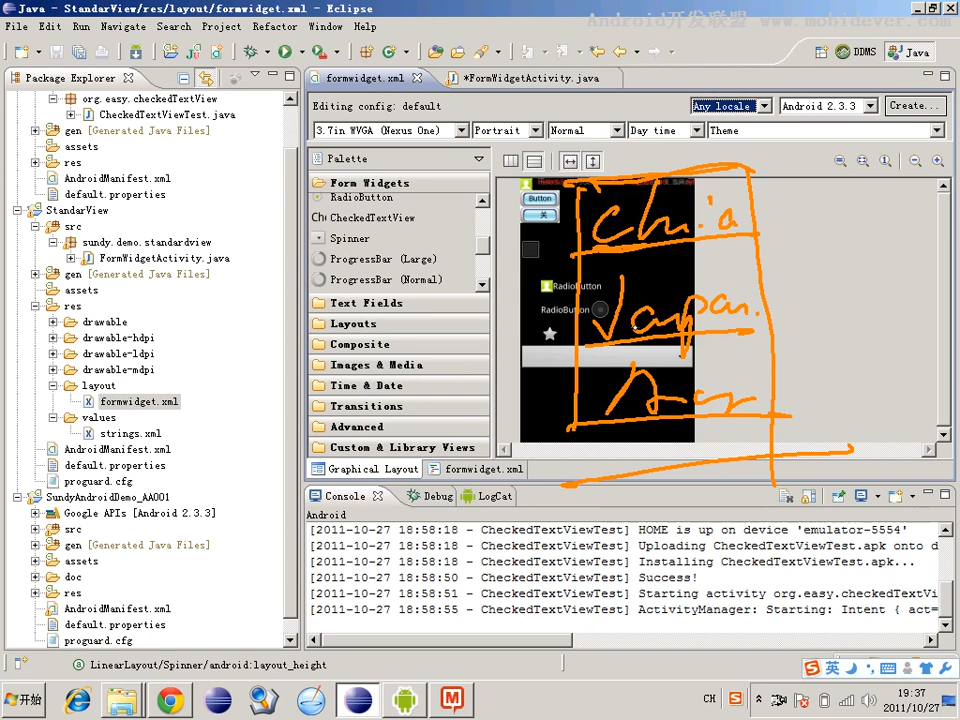 Java - StandarView/res/layout/formwidget.xml - Eclipse
Android开发联盟 www.mobidever.com
File Edit Run Navigate Search Project Refactor Window Help
DDMS Java
Package Explorer
formwidget.xml *FormWidgetActivity.java
org.easy.checkedTextView
CheckedTextViewTest.java
gen [Generated Java Files]
assets
res
AndroidManifest.xml
default.properties
StandarView
src
sundy.demo.standardview
FormWidgetActivity.java
gen [Generated Java Files]
assets
res
drawable
drawable-hdpi
drawable-ldpi
drawable-mdpi
layout
formwidget.xml
values
strings.xml
AndroidManifest.xml
default.properties
proguard.cfg
SundyAndroidDemo_AA001
Google APIs [Android 2.3.3]
src
gen [Generated Java Files]
assets
doc
res
AndroidManifest.xml
default.properties
proguard.cfg
Editing config: default
Any locale Android 2.3.3 Create...
3.7in WVGA (Nexus One) Portrait Normal Day time Theme
Palette
Form Widgets
RadioButton
CheckedTextView
Spinner
ProgressBar (Large)
ProgressBar (Normal)
Text Fields
Layouts
Composite
Images & Media
Time & Date
Transitions
Advanced
Custom & Library Views
Button
关
RadioButton
RadioButton
Japan.
Graphical Layout formwidget.xml
Console Debug LogCat
Android
[2011-10-27 18:58:18 - CheckedTextViewTest] HOME is up on device 'emulator-5554'
[2011-10-27 18:58:18 - CheckedTextViewTest] Uploading CheckedTextViewTest.apk onto d
[2011-10-27 18:58:18 - CheckedTextViewTest] Installing CheckedTextViewTest.apk...
[2011-10-27 18:58:50 - CheckedTextViewTest] Success!
[2011-10-27 18:58:51 - CheckedTextViewTest] Starting activity org.easy.checkedTextVi
[2011-10-27 18:58:55 - CheckedTextViewTest] ActivityManager: Starting: Intent { act=
LinearLayout/Spinner/android:layout_height
英
开始
CH
19:37
2011/10/27